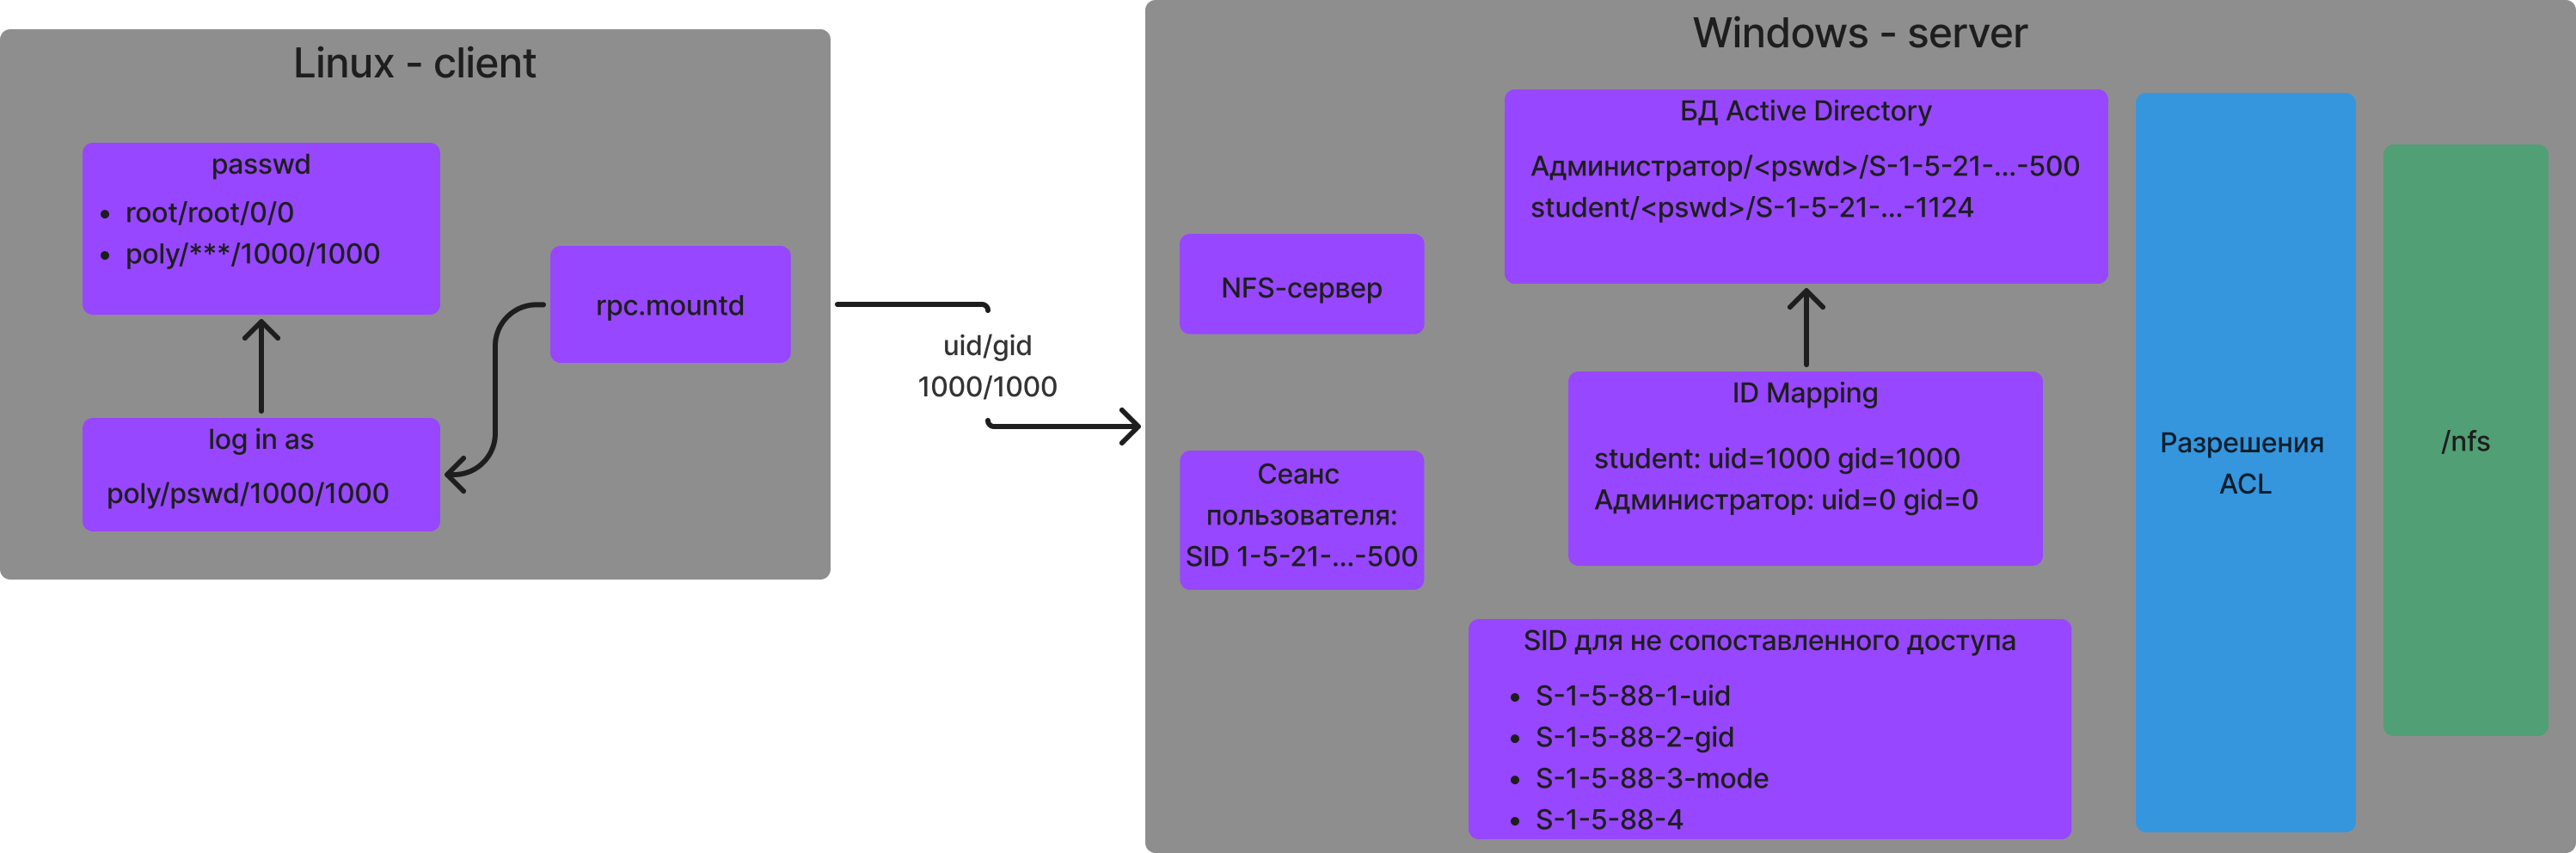 Linux - client
passwd
• root/root/0/0
• poly/***/1000/1000
rpc.mountd
log in as
poly/pswd/1000/1000
uid/gid
1000/1000
Windows - server
NFS-сервер
Сеанс
пользователя:
SID 1-5-21-...-500
БД Active Directory
Администратор/<pswd>/S-1-5-21-...-500
student/<pswd>/S-1-5-21-...-1124
ID Mapping
student: uid=1000 gid=1000
Администратор: uid=0 gid=0
SID для не сопоставленного доступа
• S-1-5-88-1-uid
• S-1-5-88-2-gid
• S-1-5-88-3-mode
• S-1-5-88-4
Разрешения
ACL
/nfs